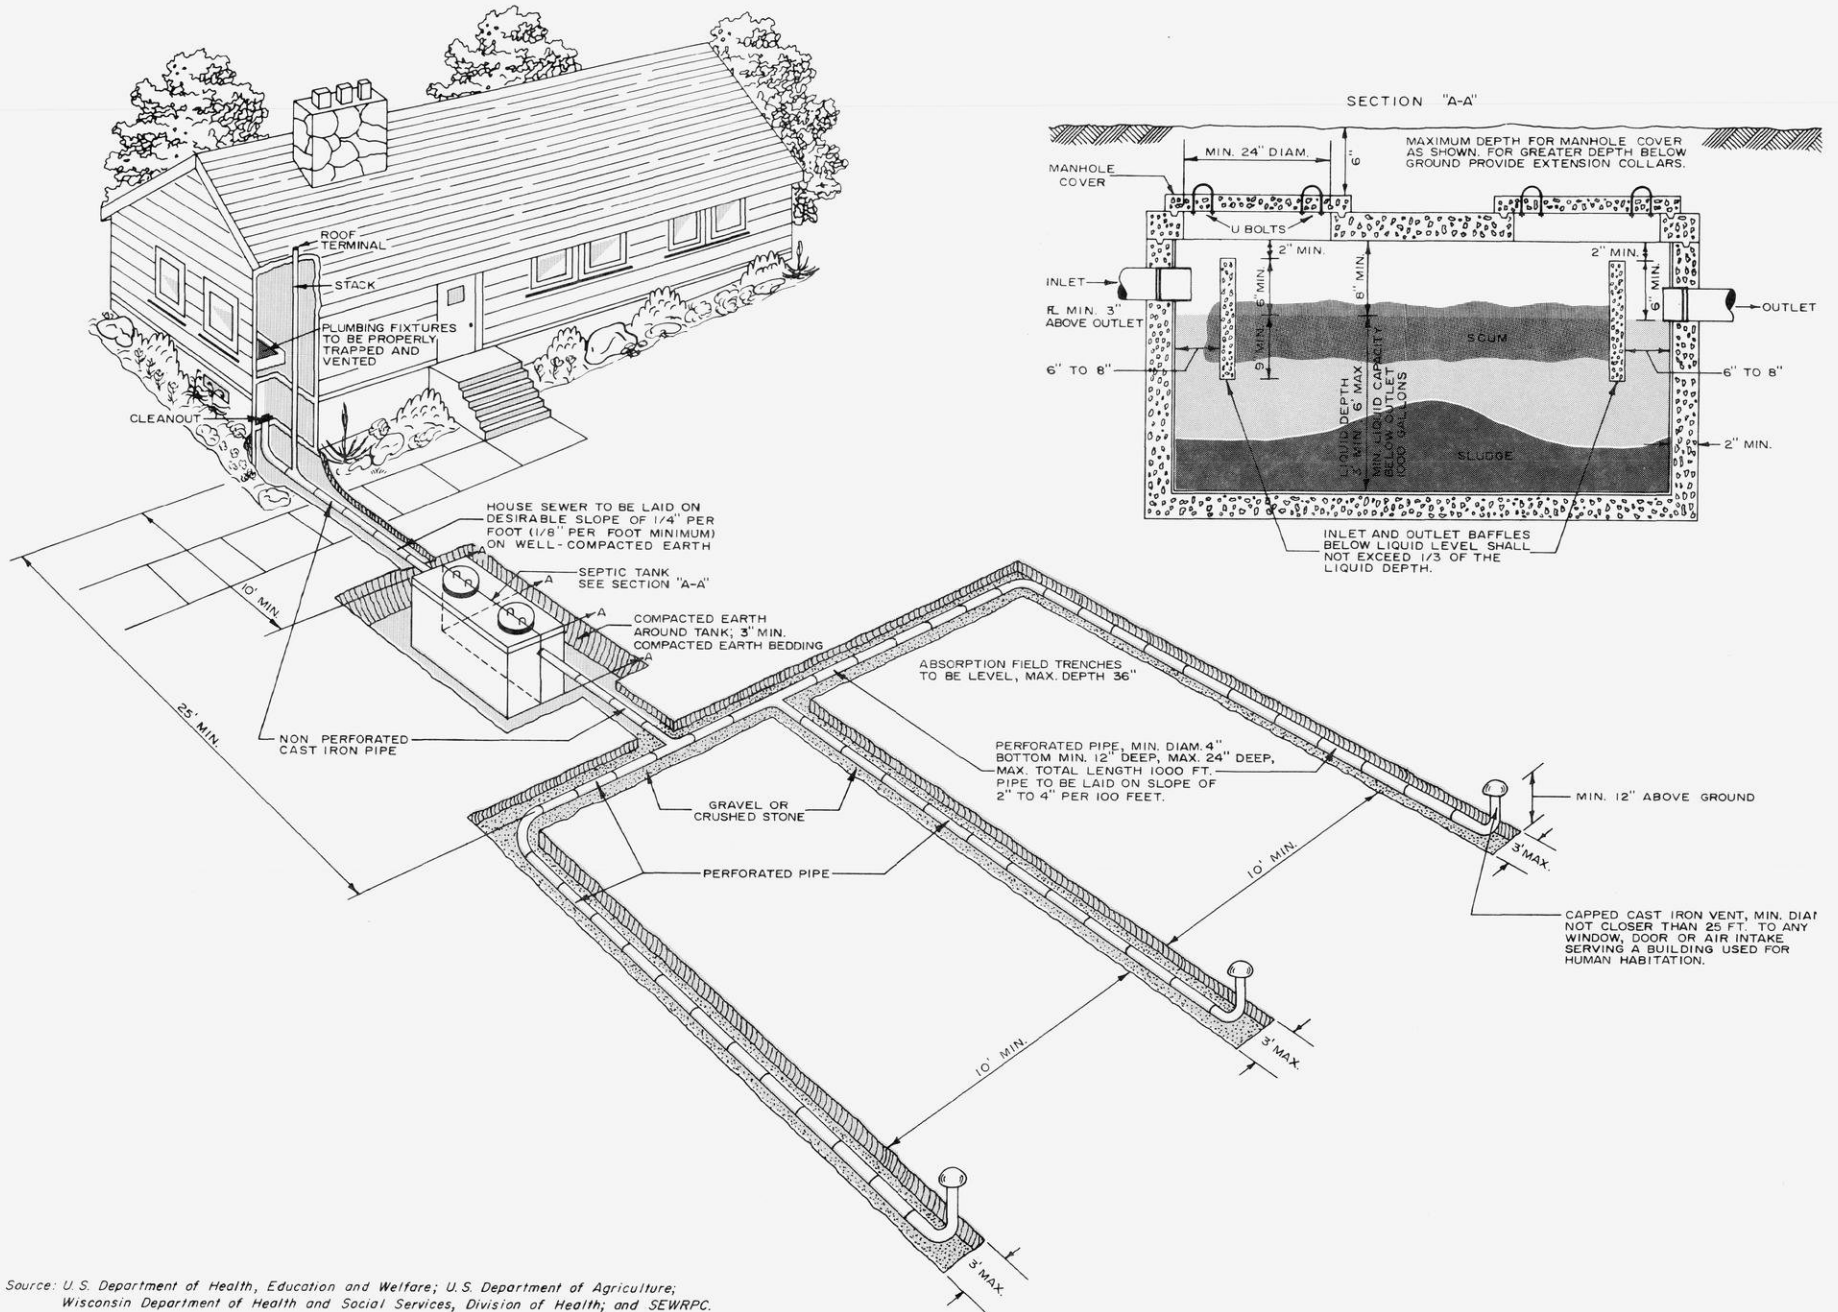 SECTION "A-A"
MAXIMUM DEPTH FOR MANHOLE COVER
AS SHOWN. FOR GREATER DEPTH BELOW
GROUND PROVIDE EXTENSION COLLARS.
MIN. 24" DIAM.
6"
MANHOLE
COVER
U BOLTS
2" MIN.
2" MIN.
6" MIN.
8" MIN.
6" MIN.
INLET
OUTLET
MIN. 3"
ABOVE OUTLET
9" MIN.
SCUM
6" TO 8"
6" TO 8"
LIQUID DEPTH
3' MIN. 6' MAX
MIN. LIQUID CAPACITY
BELOW OUTLET
1000 GALLONS
SLUDGE
2" MIN.
INLET AND OUTLET BAFFLES
BELOW LIQUID LEVEL SHALL
NOT EXCEED 1/3 OF THE
LIQUID DEPTH.
ROOF
TERMINAL
STACK
PLUMBING FIXTURES
TO BE PROPERLY
TRAPPED AND
VENTED
CLEANOUT
HOUSE SEWER TO BE LAID ON
DESIRABLE SLOPE OF 1/4" PER
FOOT (1/8" PER FOOT MINIMUM)
ON WELL-COMPACTED EARTH
A
SEPTIC TANK
SEE SECTION "A-A"
A
A
COMPACTED EARTH
AROUND TANK; 3" MIN.
COMPACTED EARTH BEDDING
A
10' MIN.
25' MIN.
NON PERFORATED
CAST IRON PIPE
ABSORPTION FIELD TRENCHES
TO BE LEVEL, MAX. DEPTH 36"
PERFORATED PIPE, MIN. DIAM. 4"
BOTTOM MIN. 12" DEEP, MAX. 24" DEEP,
MAX. TOTAL LENGTH 1000 FT.
PIPE TO BE LAID ON SLOPE OF
2" TO 4" PER 100 FEET.
GRAVEL OR
CRUSHED STONE
PERFORATED PIPE
MIN. 12" ABOVE GROUND
3' MAX.
10' MIN.
CAPPED CAST IRON VENT, MIN.
NOT CLOSER THAN 25 FT. TO ANY
WINDOW, DOOR OR AIR INTAKE
SERVING A BUILDING USED FOR
HUMAN HABITATION.
3' MAX.
10' MIN.
3' MAX.
Source: U.S. Department of Health, Education and Welfare; U.S. Department of Agriculture;
Wisconsin Department of Health and Social Services, Division of Health; and SEWRPC.